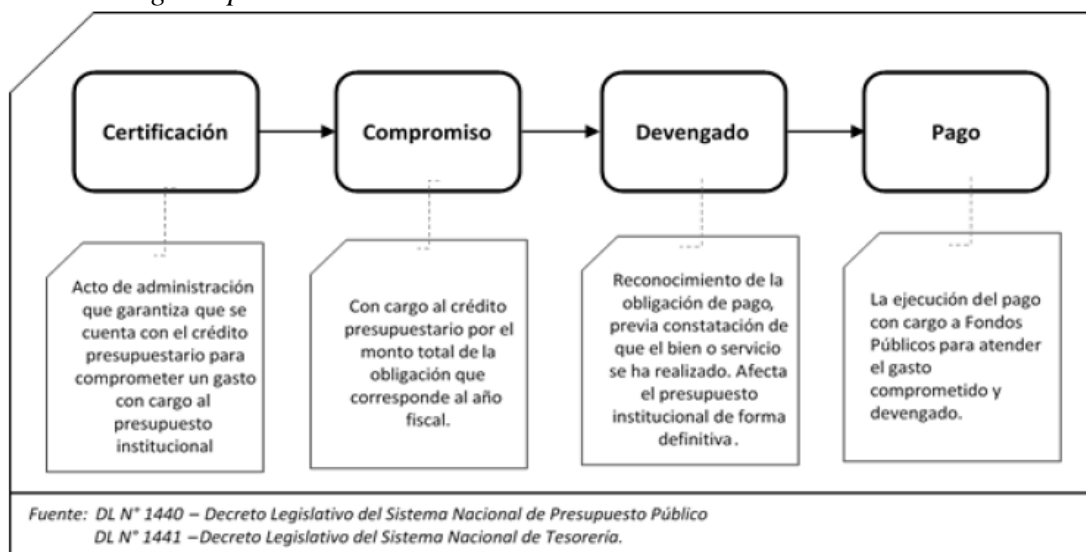 Certificación
Compromiso
Devengado
Pago
Acto de administración
que garantiza que se
cuenta con el crédito
presupuestario para
comprometer un gasto
con cargo al
presupuesto
institucional
Con cargo al crédito
presupuestario por el
monto total de la
obligación que
corresponde al año
fiscal.
Reconocimiento de la
obligación de pago,
previa constatación de
que el bien o servicio
se ha realizado. Afecta
el presupuesto
institucional de forma
definitiva.
La ejecución del pago
con cargo a Fondos
Públicos para atender
el gasto
comprometido y
devengado.
Fuente: DL N° 1440 – Decreto Legislativo del Sistema Nacional de Presupuesto Público
DL N° 1441 –Decreto Legislativo del Sistema Nacional de Tesorería.